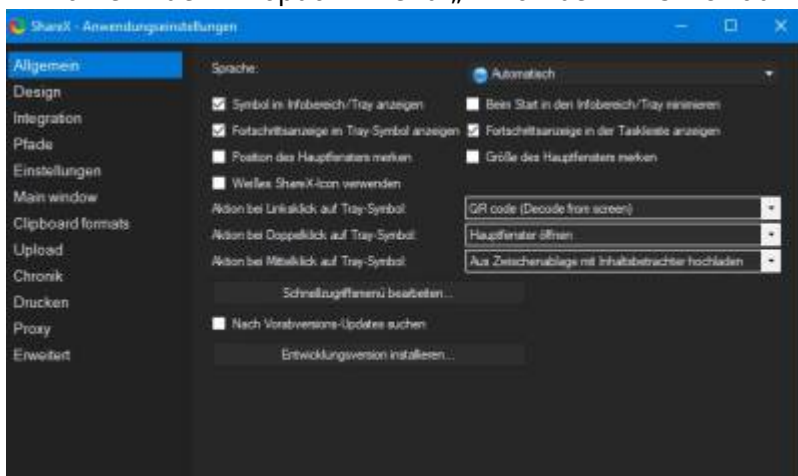 ShareX - Anwendungseinstellungen
Allgemein
Design
Integration
Pfade
Einstellungen
Main window
Clipboard formats
Upload
Chronik
Drucken
Proxy
Erweitert
Sprache:
Automatisch
Symbol im Infobereich/Tray anzeigen
Beim Start in den Infobereich/Tray minimieren
Fortschrittsanzeige im Tray-Symbol anzeigen
Fortschrittsanzeige in der Taskleiste anzeigen
Position des Hauptfensters merken
Größe des Hauptfensters merken
Weißes ShareX-Icon verwenden
Aktion bei Linksklick auf Tray-Symbol:
QR code (Decode from screen)
Aktion bei Doppelklick auf Tray-Symbol:
Hauptfenster öffnen
Aktion bei Mittelklick auf Tray-Symbol:
Aus Zwischenablage mit Inhaltsbetrachter hochladen
Schnellzugriffsmenü bearbeiten...
Nach Vorabversions-Updates suchen
Entwicklungsversion installieren...